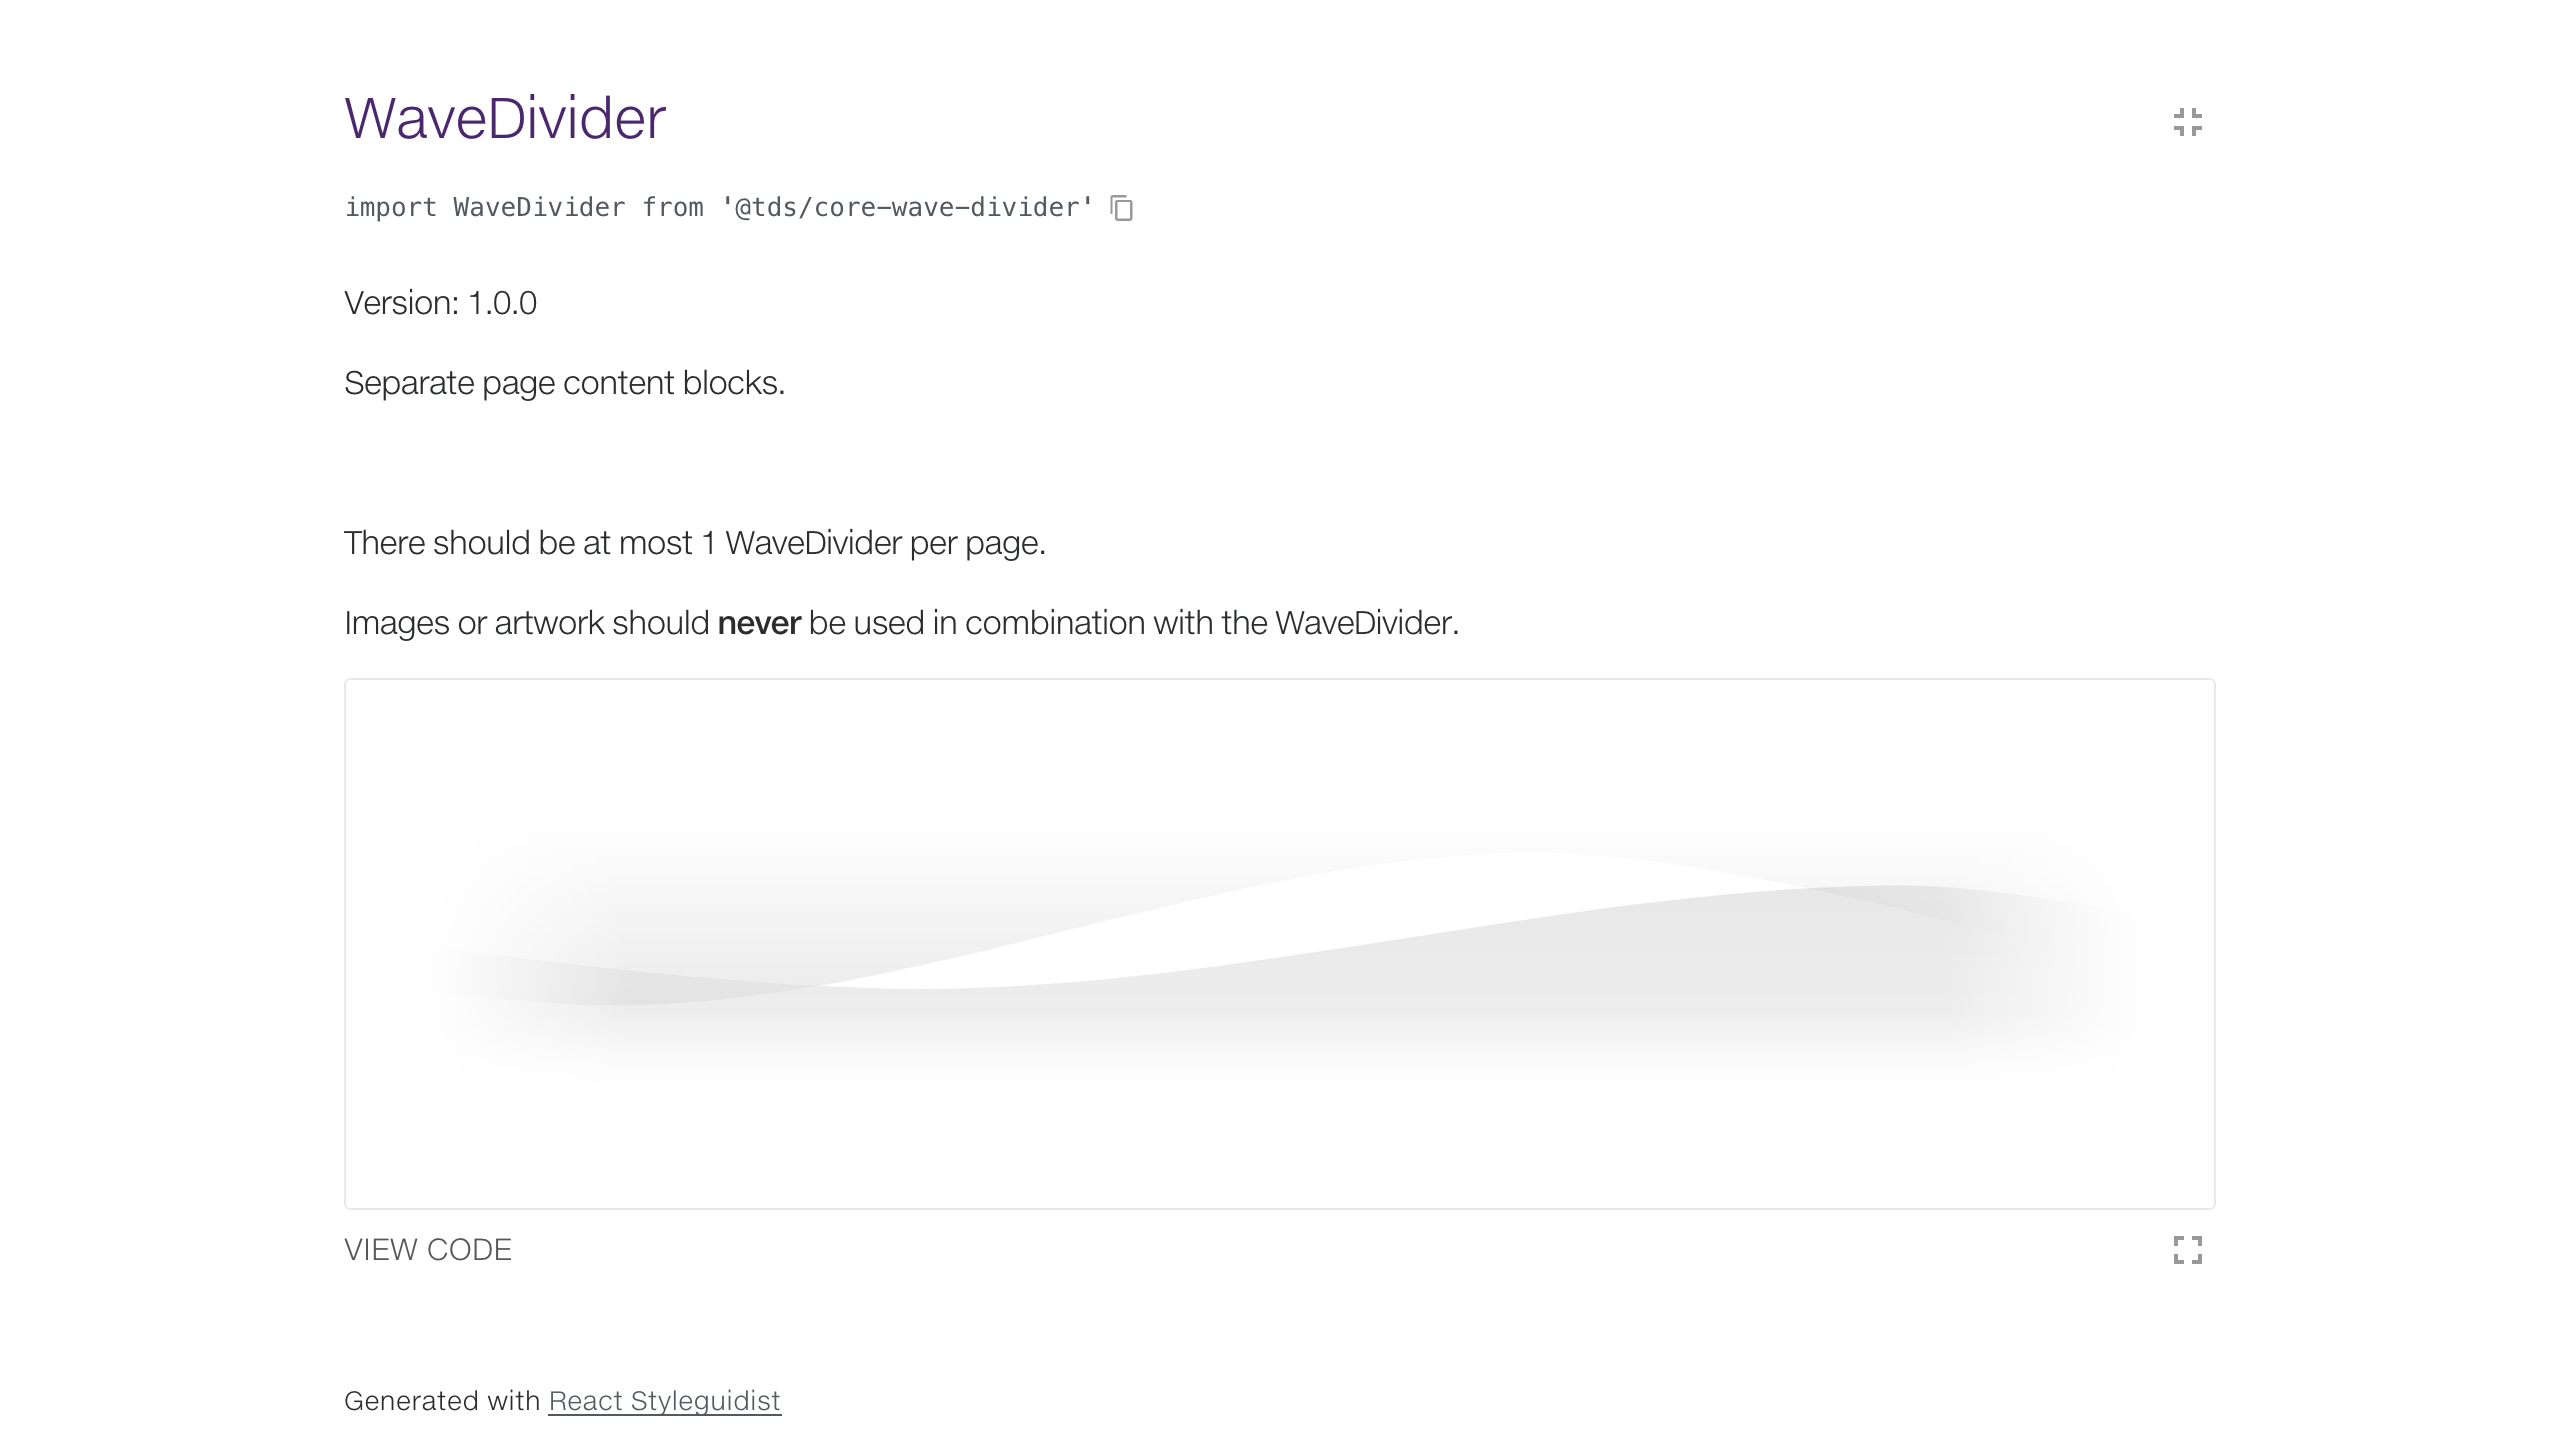 WaveDivider
import WaveDivider from '@tds/core-wave-divider'
Version: 1.0.0
Separate page content blocks.
There should be at most 1 WaveDivider per page.
Images or artwork should never be used in combination with the WaveDivider.
VIEW CODE
Generated with React Styleguidist